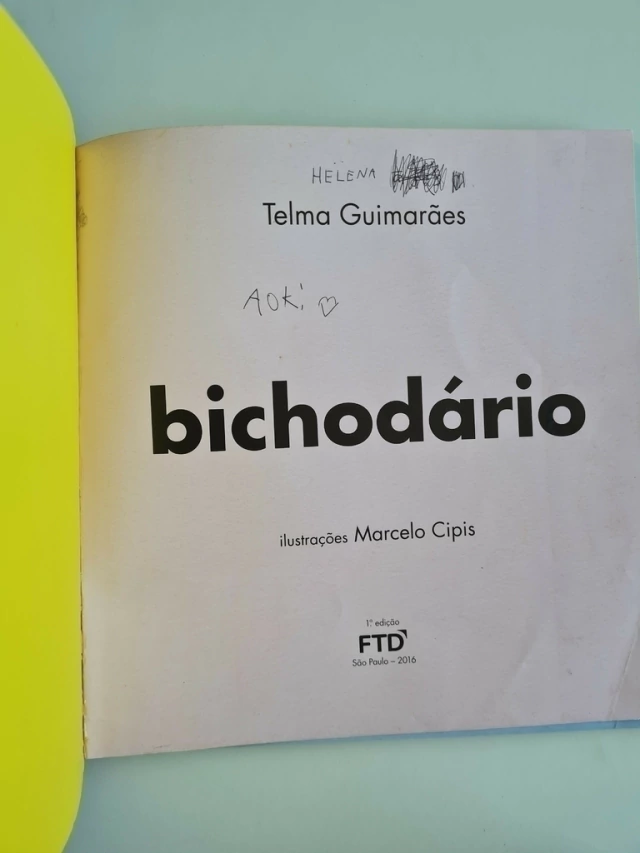 HELENA
Telma Guimarães
AOKi
bichodário
ilustrações Marcelo Cipis
1ª edição
FTD
São Paulo – 2016